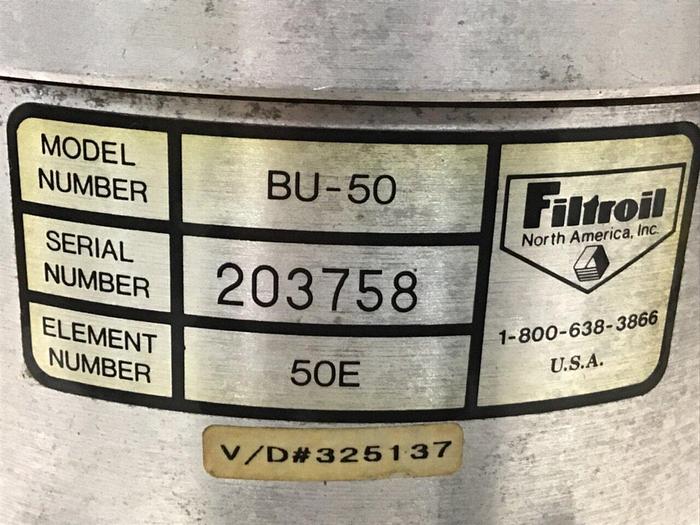 MODEL
NUMBER
BU-50
SERIAL
NUMBER
203758
ELEMENT
NUMBER
50E
Filtroil
North America, Inc.
1-800-638-3866
U.S.A.
V/D#325137